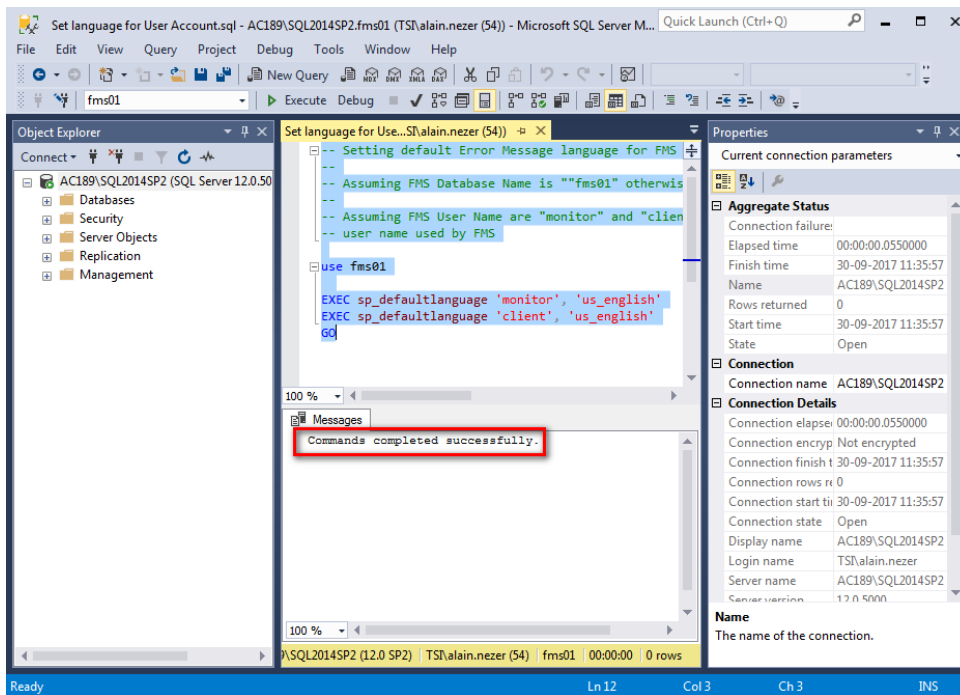 Set language for User Account.sql - AC189\SQL2014SP2.fms01 (TSI\alain.nezer (54)) - Microsoft SQL Server M...
Quick Launch (Ctrl+Q)
File Edit View Query Project Debug Tools Window Help
New Query
fms01
Execute Debug
Object Explorer
Connect
AC189\SQL2014SP2 (SQL Server 12.0.50
Databases
Security
Server Objects
Replication
Management
Set language for Use...SI\alain.nezer (54))
-- Setting default Error Message language for FMS
--
-- Assuming FMS Database Name is ""fms01" otherwis
--
-- Assuming FMS User Name are "monitor" and "clien
-- user name used by FMS
use fms01
EXEC sp_defaultlanguage 'monitor', 'us_english'
EXEC sp_defaultlanguage 'client', 'us_english'
GO
100 %
Messages
Commands completed successfully.
100 %
\SQL2014SP2 (12.0 SP2) TSI\alain.nezer (54) fms01 00:00:00 0 rows
Properties
Current connection parameters
Aggregate Status
Connection failure:
Elapsed time 00:00:00.0550000
Finish time 30-09-2017 11:35:57
Name AC189\SQL2014SP2
Rows returned 0
Start time 30-09-2017 11:35:57
State Open
Connection
Connection name AC189\SQL2014SP2
Connection Details
Connection elapse 00:00:00.0550000
Connection encryp Not encrypted
Connection finish t 30-09-2017 11:35:57
Connection rows re 0
Connection start ti 30-09-2017 11:35:57
Connection state Open
Display name AC189\SQL2014SP2
Login name TSI\alain.nezer
Server name AC189\SQL2014SP2
Server version 12.0.5000
Name
The name of the connection.
Ready Ln 12 Col 3 Ch 3 INS